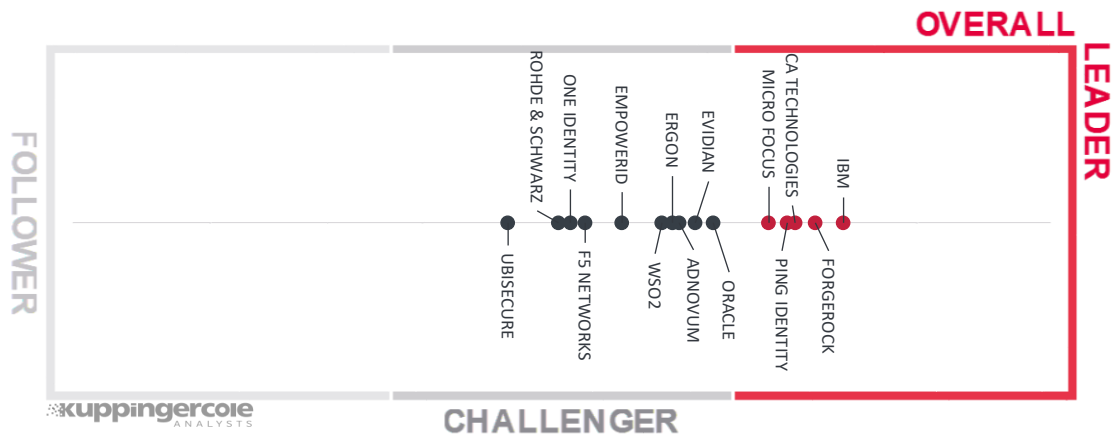 OVERALL
LEADER
FOLLOWER
CHALLENGER
ROHDE & SCHWARZ
ONE IDENTITY
EMPOWERID
ERGON
EVIDIAN
MICRO FOCUS
CA TECHNOLOGIES
IBM
UBISECURE
F5 NETWORKS
WSO2
ADNOVUM
ORACLE
PING IDENTITY
FORGEROCK
kuppingercole
ANALYSTS